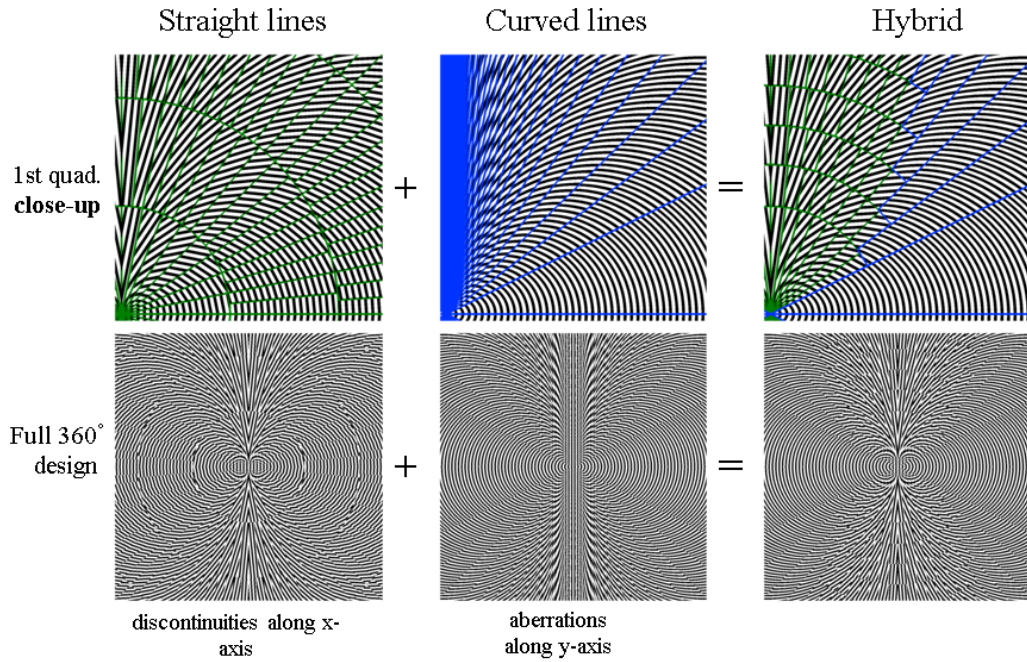 Straight lines Curved lines Hybrid
1st quad.
close-up
+ + =
Full 360°
design
+ =
discontinuities along x-
axis
aberrations
along y-axis